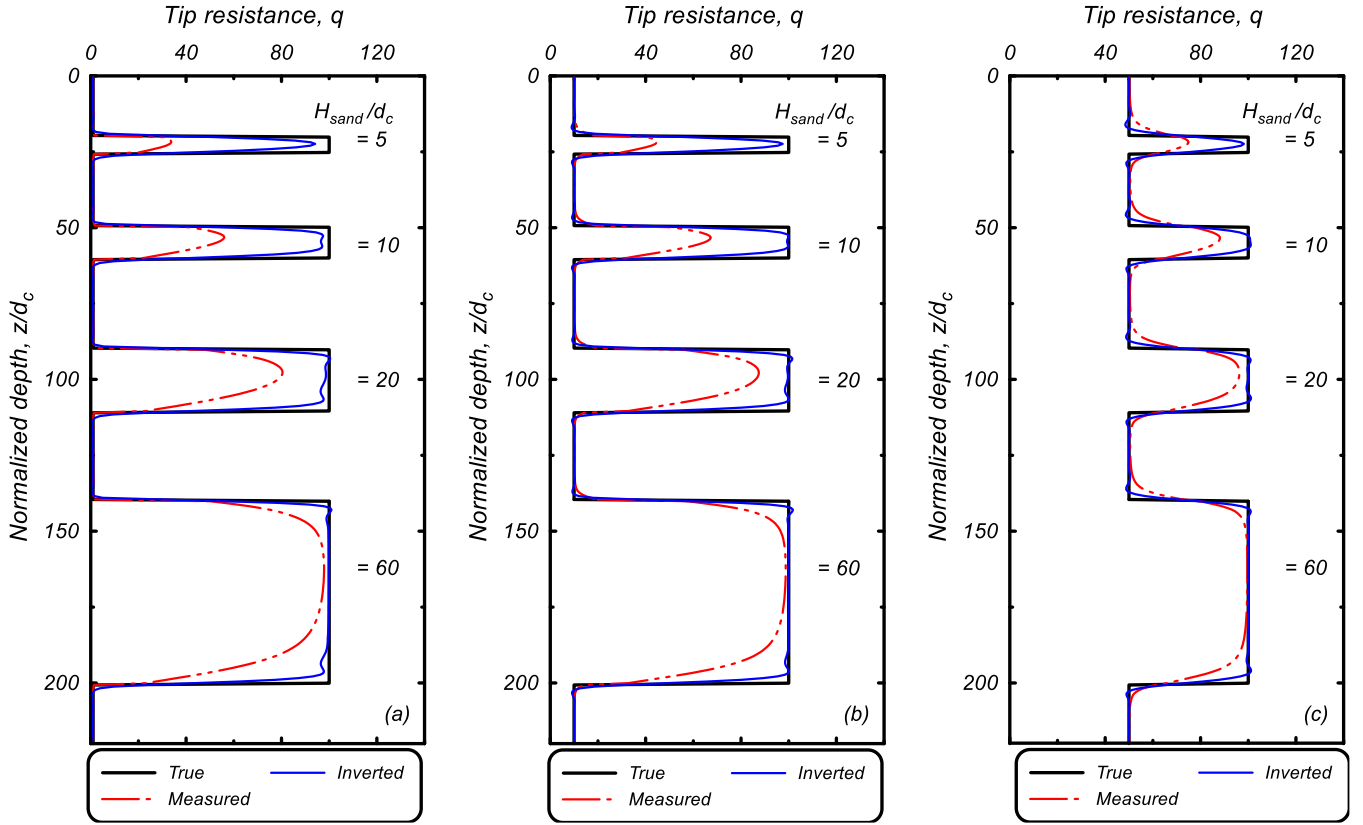 Tip resistance, q
0 40 80 120
0
50
100
150
200
Normalized depth, z/dc
Hsand/dc
= 5
= 10
= 20
= 60
(a)
True Inverted
Measured
Tip resistance, q
0 40 80 120
0
50
100
150
200
Normalized depth, z/dc
Hsand/dc
= 5
= 10
= 20
= 60
(b)
True Inverted
Measured
Tip resistance, q
0 40 80 120
0
50
100
150
200
Normalized depth, z/dc
Hsand/dc
= 5
= 10
= 20
= 60
(c)
True Inverted
Measured